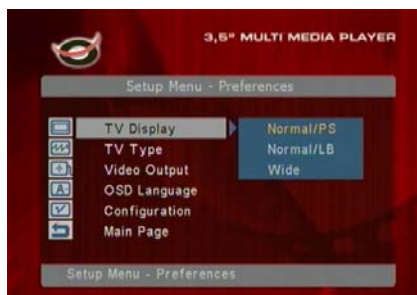 3,5" MULTI MEDIA PLAYER
Setup Menu - Preferences
TV Display
Normal/PS
TV Type
Normal/LB
Video Output
Wide
OSD Language
Configuration
Main Page
Setup Menu - Preferences